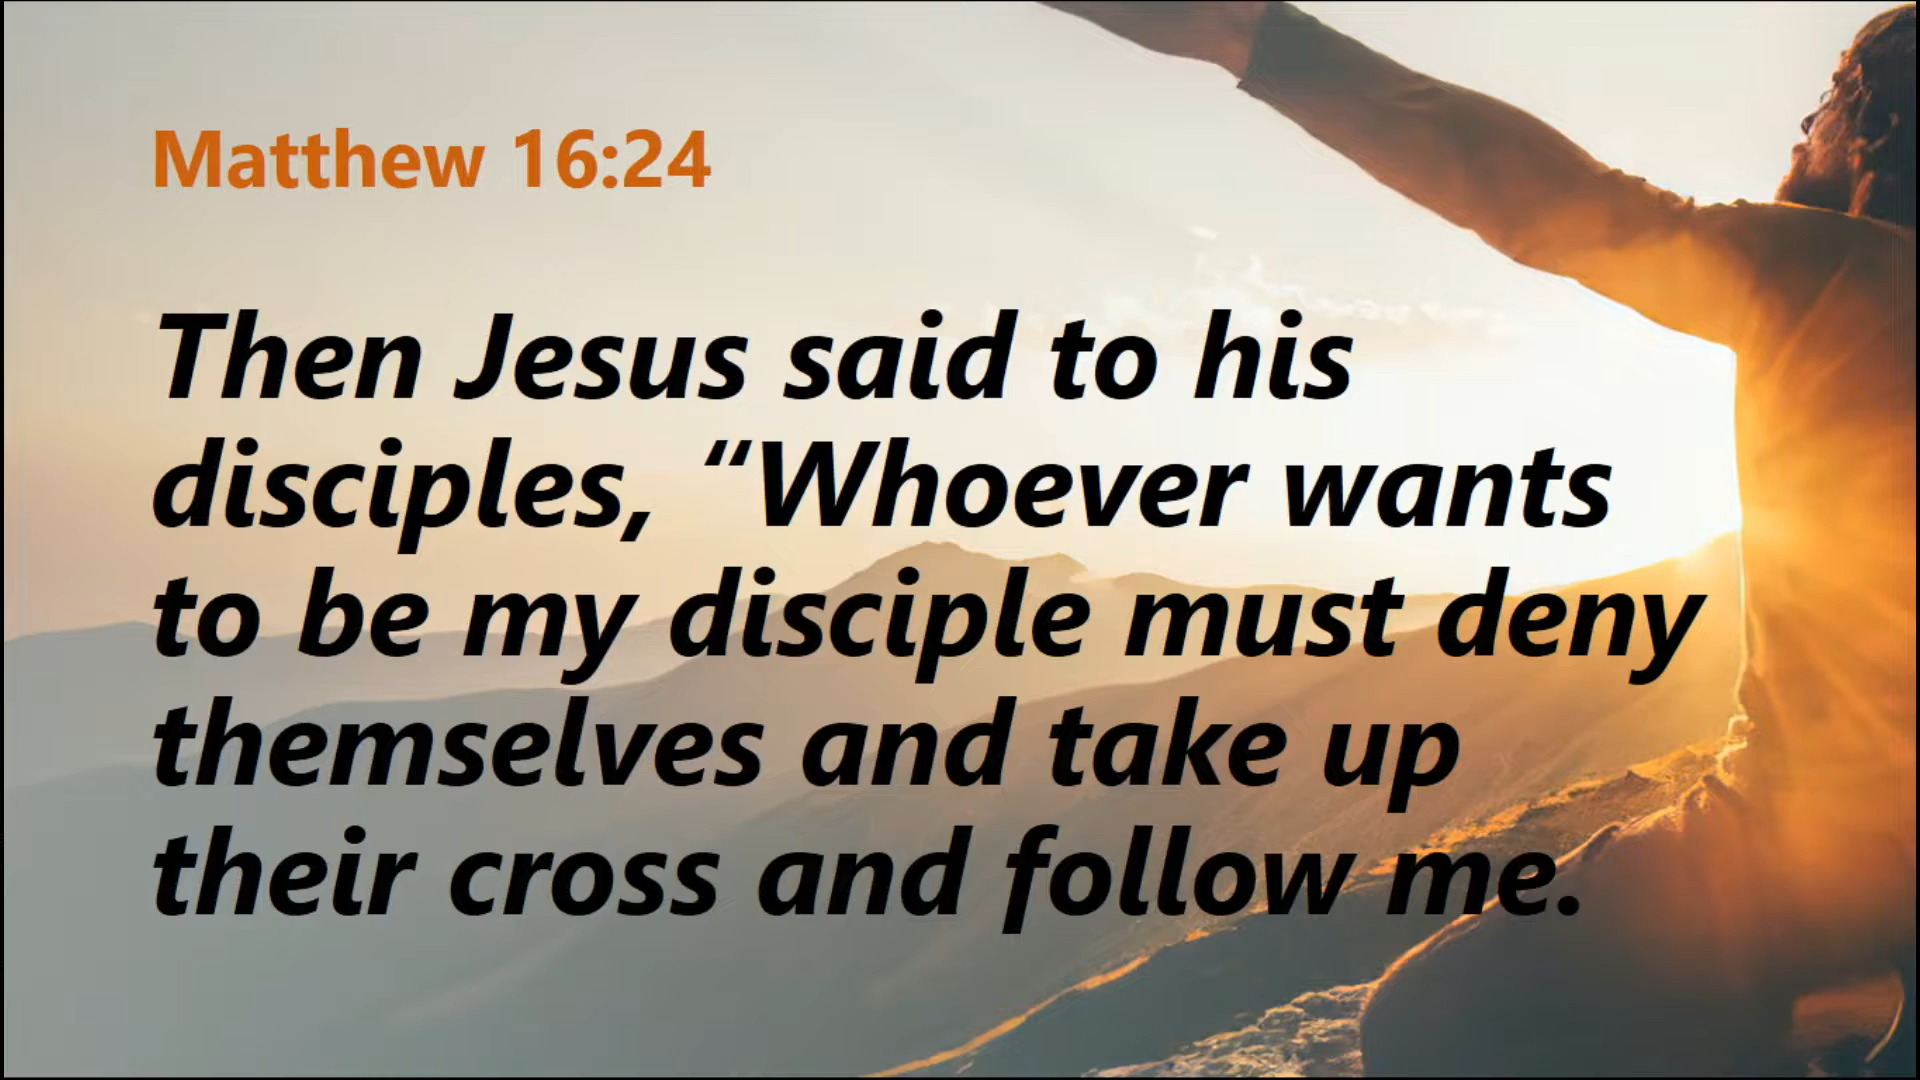 Matthew 16:24
Then Jesus said to his
disciples, “Whoever wants
to be my disciple must deny
themselves and take up
their cross and follow me.